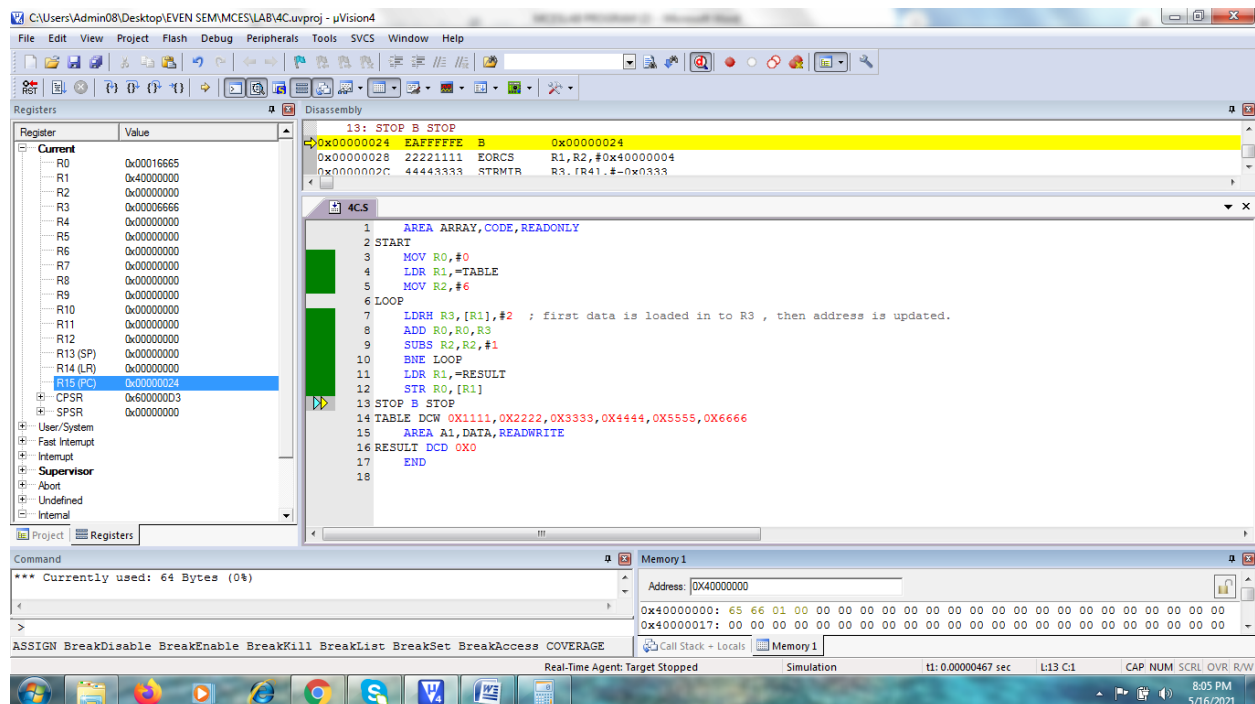 C:\Users\Admin08\Desktop\EVEN SEM\MCES\LAB\4C.uvproj - µVision4
File Edit View Project Flash Debug Peripherals Tools SVCS Window Help
Registers
Register Value
Current
R0 0x00016665
R1 0x40000000
R2 0x00000000
R3 0x00006666
R4 0x00000000
R5 0x00000000
R6 0x00000000
R7 0x00000000
R8 0x00000000
R9 0x00000000
R10 0x00000000
R11 0x00000000
R12 0x00000000
R13 (SP) 0x00000000
R14 (LR) 0x00000000
R15 (PC) 0x00000024
CPSR 0x600000D3
SPSR 0x00000000
User/System
Fast Interrupt
Interrupt
Supervisor
Abort
Undefined
Internal
Project Registers
Disassembly
13: STOP B STOP
0x00000024 EAFFFFFE B 0x00000024
0x00000028 22221111 EORCS R1,R2,#0x40000004
0x0000002C 44443333 STRMIB R3,[R4],#-0x0333
4C.S
1 AREA ARRAY,CODE,READONLY
2 START
3 MOV R0,#0
4 LDR R1,=TABLE
5 MOV R2,#6
6 LOOP
7 LDRH R3,[R1],#2 ; first data is loaded in to R3 , then address is updated.
8 ADD R0,R0,R3
9 SUBS R2,R2,#1
10 BNE LOOP
11 LDR R1,=RESULT
12 STR R0,[R1]
13 STOP B STOP
14 TABLE DCW 0X1111,0X2222,0X3333,0X4444,0X5555,0X6666
15 AREA A1,DATA,READWRITE
16 RESULT DCD 0X0
17 END
18
Command
*** Currently used: 64 Bytes (0%)
>
ASSIGN BreakDisable BreakEnable BreakKill BreakList BreakSet BreakAccess COVERAGE
Memory 1
Address: 0X40000000
0x40000000: 65 66 01 00 00 00 00 00 00 00 00 00 00 00 00 00 00 00 00 00 00 00 00
0x40000017: 00 00 00 00 00 00 00 00 00 00 00 00 00 00 00 00 00 00 00 00 00 00 00
Call Stack + Locals Memory 1
Real-Time Agent: Target Stopped Simulation t1: 0.00000467 sec L:13 C:1 CAP NUM SCRL OVR R/W
8:05 PM
5/16/2021